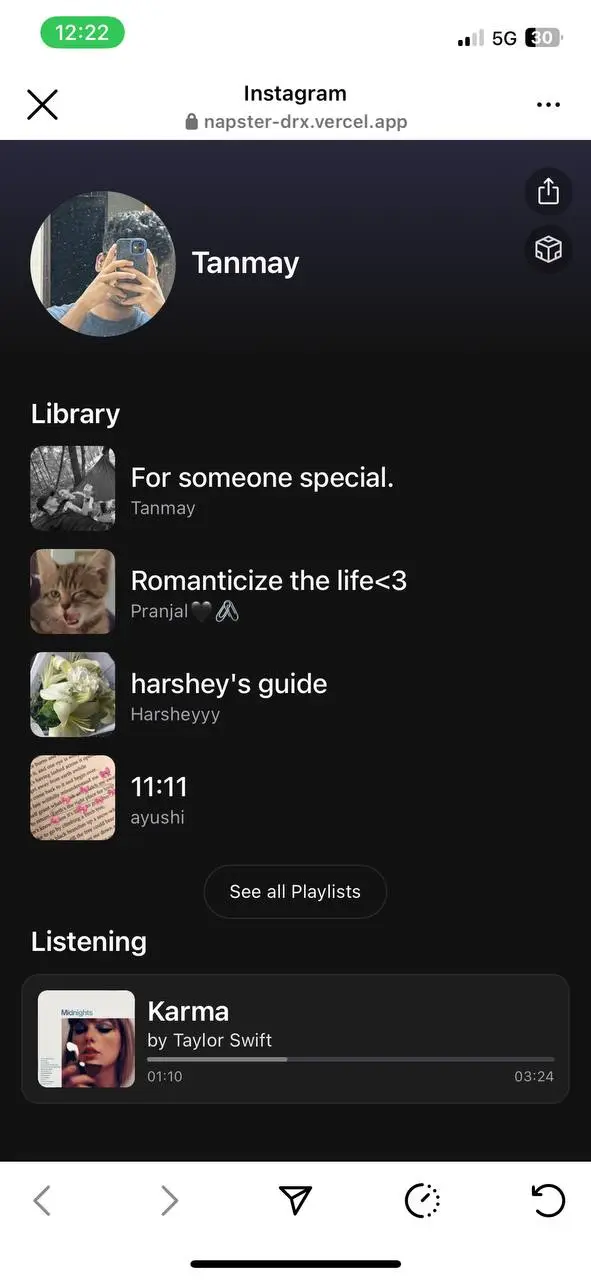 12:22
5G
30
Instagram
napster-drx.vercel.app
Tanmay
Library
For someone special.
Tanmay
Romanticize the life<3
Pranjal🖤🖇️
harshey's guide
Harsheyyy
11:11
ayushi
See all Playlists
Listening
Midnights
Karma
by Taylor Swift
01:10
03:24